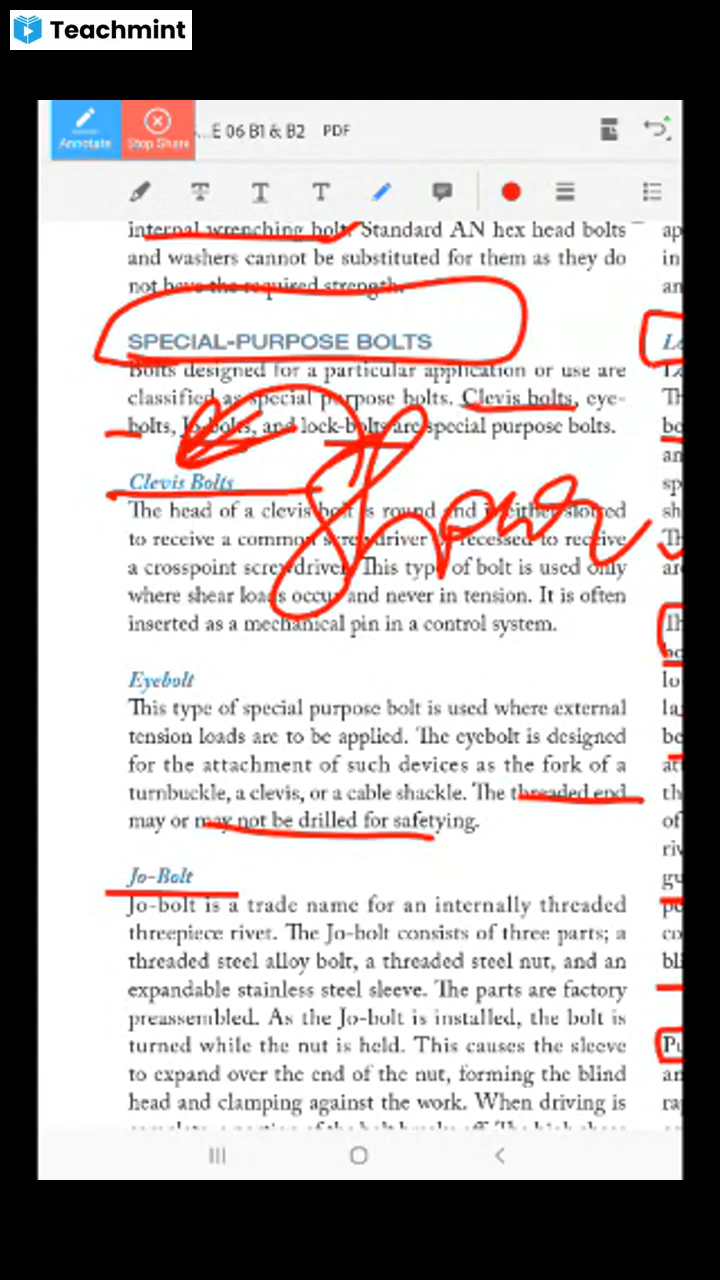 Teachmint
Annotate
Stop Share
...E 06 B1 & B2 PDF
internal wrenching bolt. Standard AN hex head bolts
and washers cannot be substituted for them as they do
not have the required strength.
SPECIAL-PURPOSE BOLTS
Bolts designed for a particular application or use are
classified as special purpose bolts. Clevis bolts, eye-
bolts, Jo-bolts, and lock-bolts are special purpose bolts.
Clevis Bolts
The head of a clevis bolt is round and is either slotted
to receive a common screwdriver or recessed to receive
a crosspoint screwdriver. This type of bolt is used only
where shear loads occur and never in tension. It is often
inserted as a mechanical pin in a control system.
Eyebolt
This type of special purpose bolt is used where external
tension loads are to be applied. The eyebolt is designed
for the attachment of such devices as the fork of a
turnbuckle, a clevis, or a cable shackle. The threaded end
may or may not be drilled for safetying.
Jo-Bolt
Jo-bolt is a trade name for an internally threaded
threepiece rivet. The Jo-bolt consists of three parts; a
threaded steel alloy bolt, a threaded steel nut, and an
expandable stainless steel sleeve. The parts are factory
preassembled. As the Jo-bolt is installed, the bolt is
turned while the nut is held. This causes the sleeve
to expand over the end of the nut, forming the blind
head and clamping against the work. When driving is